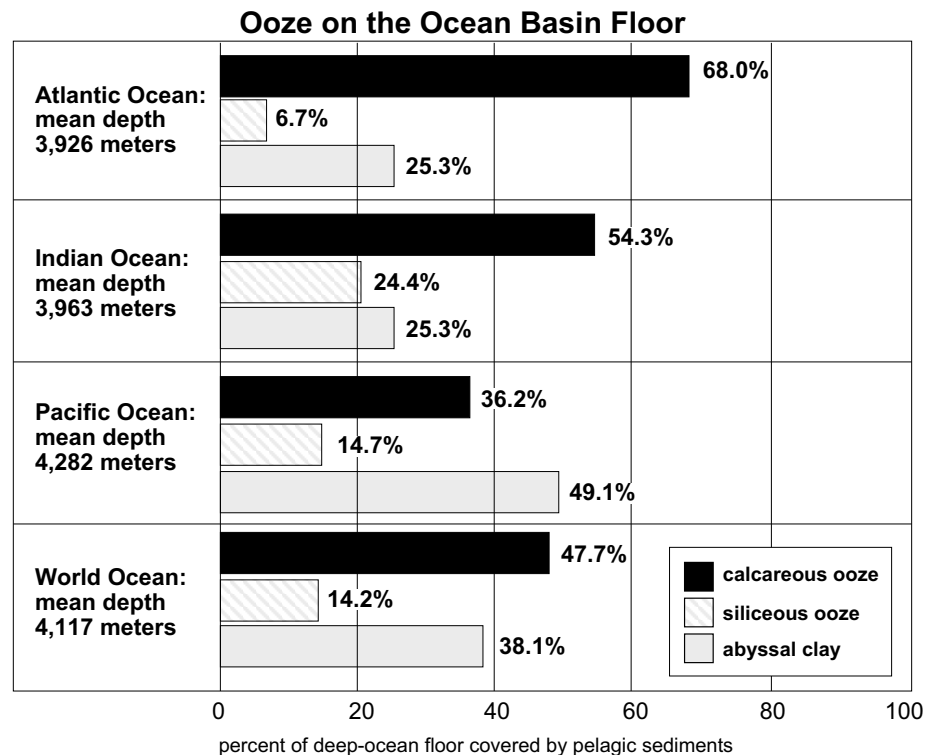 Ooze on the Ocean Basin Floor
Atlantic Ocean:
mean depth
3,926 meters
68.0%
6.7%
25.3%
Indian Ocean:
mean depth
3,963 meters
54.3%
24.4%
25.3%
Pacific Ocean:
mean depth
4,282 meters
36.2%
14.7%
49.1%
World Ocean:
mean depth
4,117 meters
47.7%
14.2%
38.1%
calcareous ooze
siliceous ooze
abyssal clay
0 20 40 60 80 100
percent of deep-ocean floor covered by pelagic sediments